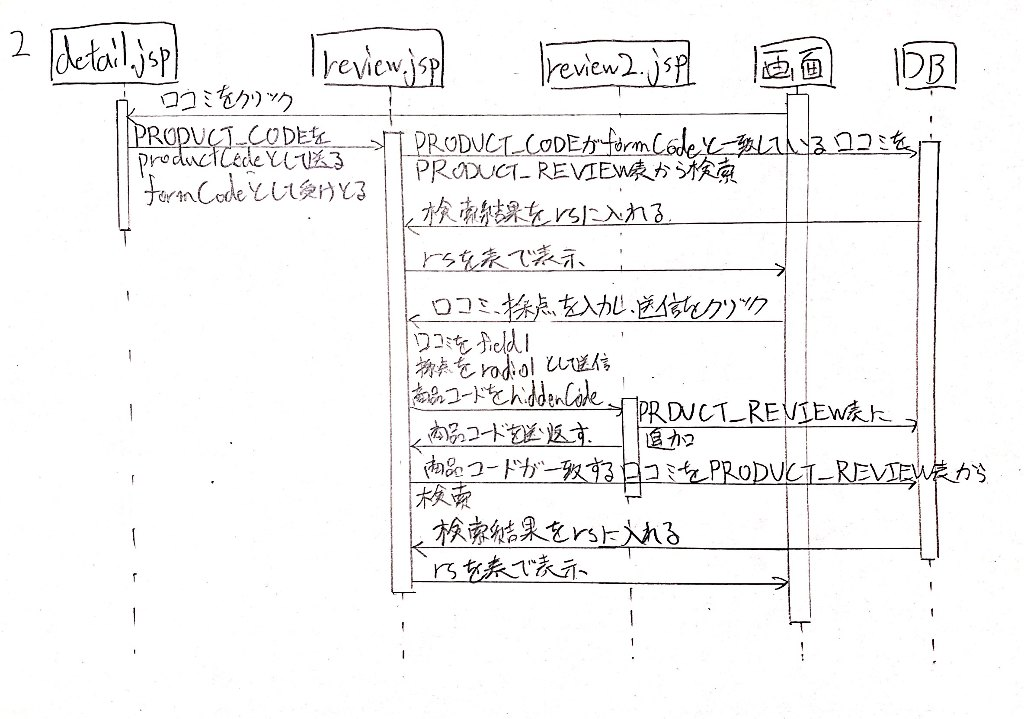 2
detail.jsp
review.jsp
review2.jsp
画面
DB
口コミをクリック
PRODUCT_CODEを
productCodeとして送る
formCodeとして受けとる
PRODUCT_CODEがformCodeと一致している口コミを
PRODUCT_REVIEW表から検索
検索結果をrsに入れる
rsを表で表示
口コミ、採点を入力し、送信をクリック
口コミをfield1
採点をradio1として送信
商品コードをhiddenCode
PRDUCT_REVIEW表に
追加
商品コードを送り返す
商品コードが一致する口コミをPRODUCT_REVIEW表から
検索
検索結果をrsに入れる
rsを表で表示